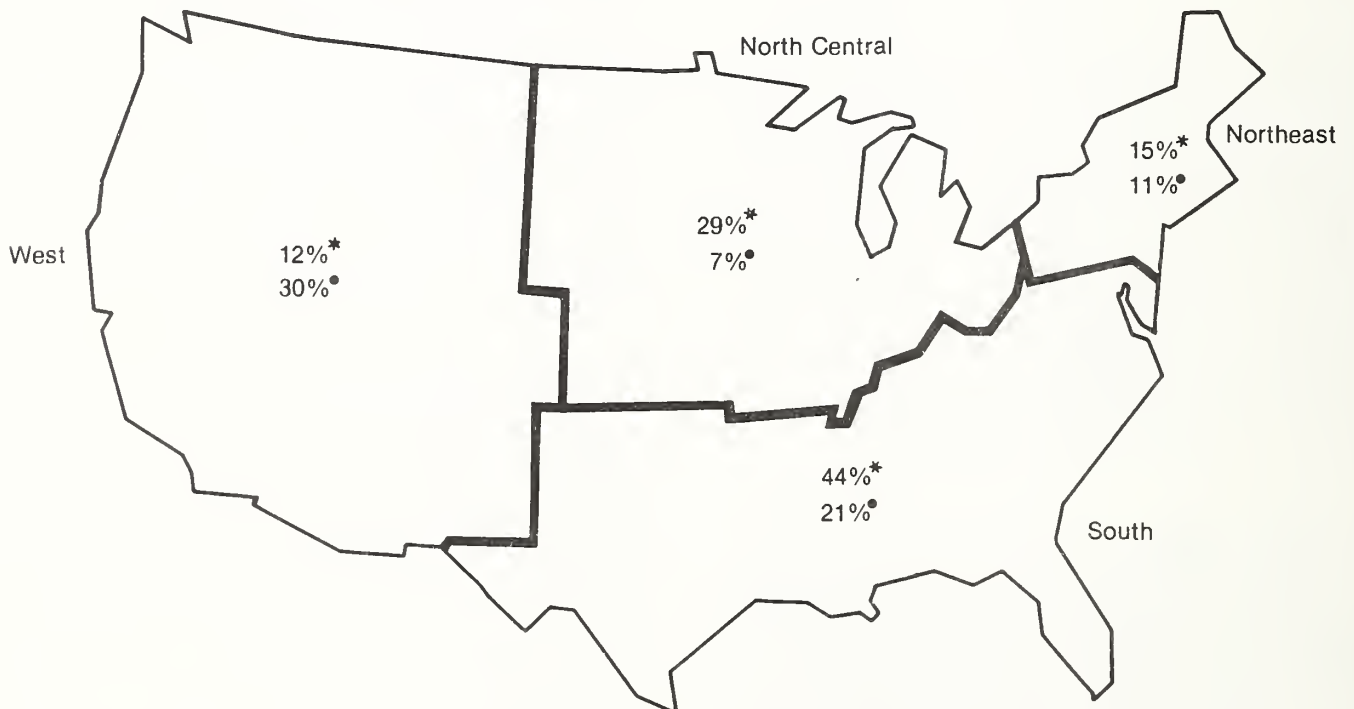 North Central
Northeast
15%*
11%●
West
12%*
30%●
29%*
7%●
44%*
21%●
South